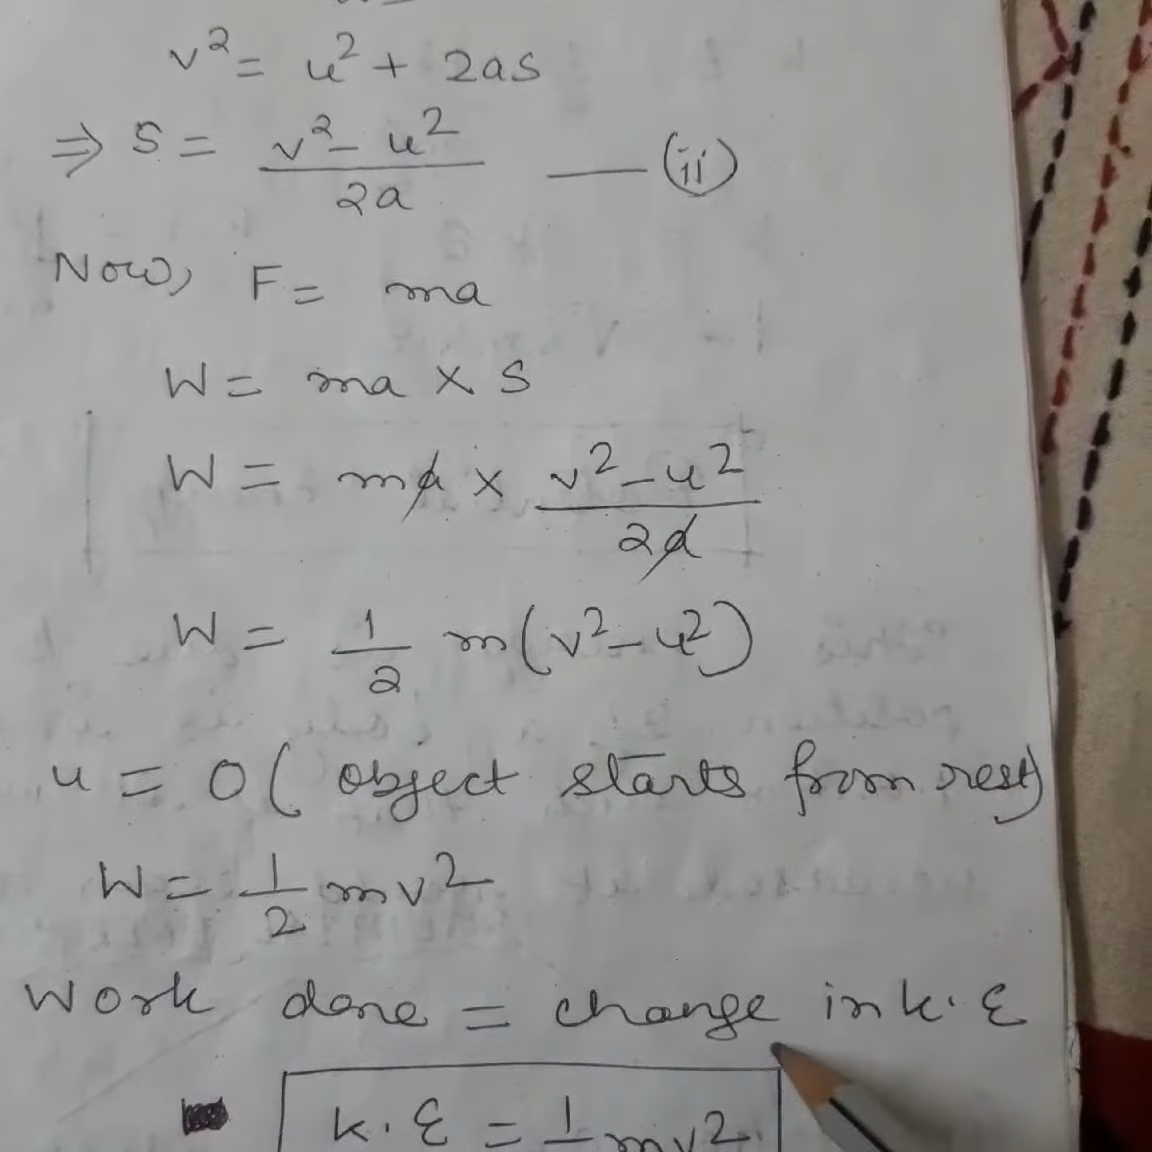 v² = u² + 2as
⇒ S = (v² - u²)/2a —— (ii)
Now, F = ma
W = ma × s
W = ma × (v² - u²)/2a
W = 1/2 m(v² - u²)
u = 0 ( object starts from rest)
W = 1/2 mv²
Work done = change in k.E
k.E = 1/2 mv²